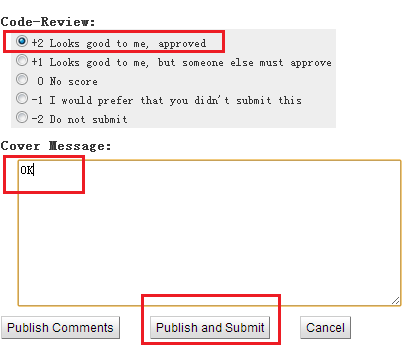 Code-Review:
+2 Looks good to me, approved
+1 Looks good to me, but someone else must approve
0 No score
-1 I would prefer that you didn't submit this
-2 Do not submit
Cover Message:
OK
Publish Comments Publish and Submit Cancel